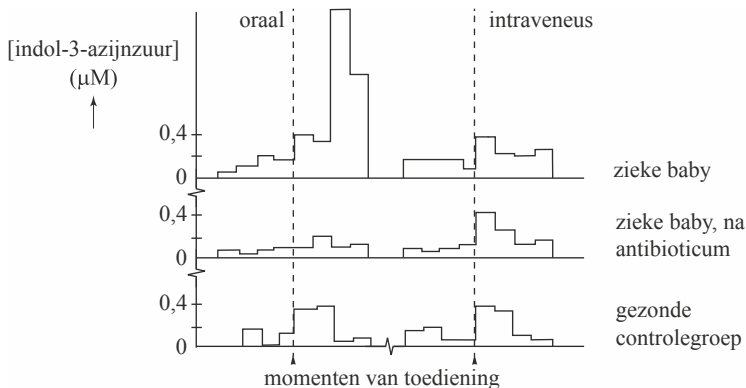 oraal
intraveneus
[indol-3-azijnzuur]
(μM)
0,4
0
zieke baby
0,4
0
zieke baby, na
antibioticum
0,4
0
gezonde
controlegroep
momenten van toediening